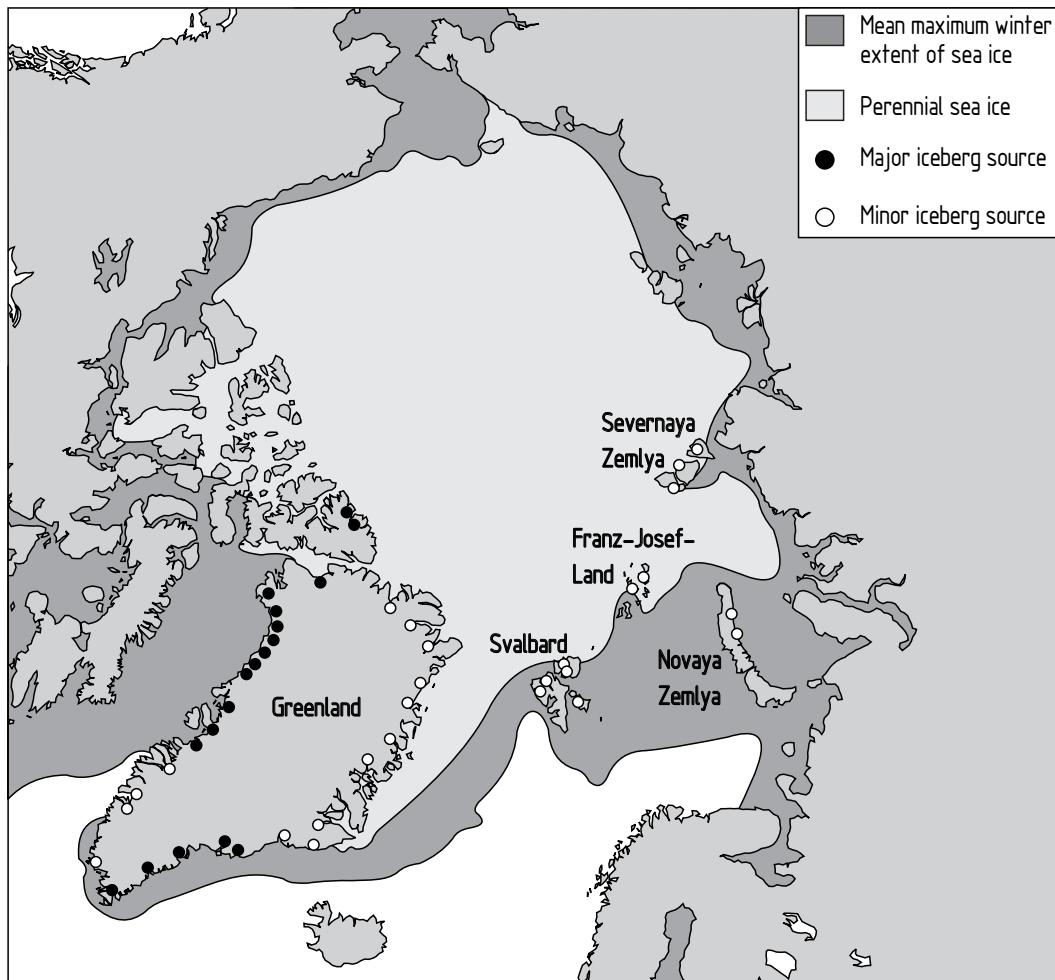 Mean maximum winter
extent of sea ice
Perennial sea ice
Major iceberg source
Minor iceberg source
Severnaya
Zemlya
Franz-Josef-
Land
Svalbard
Novaya
Zemlya
Greenland